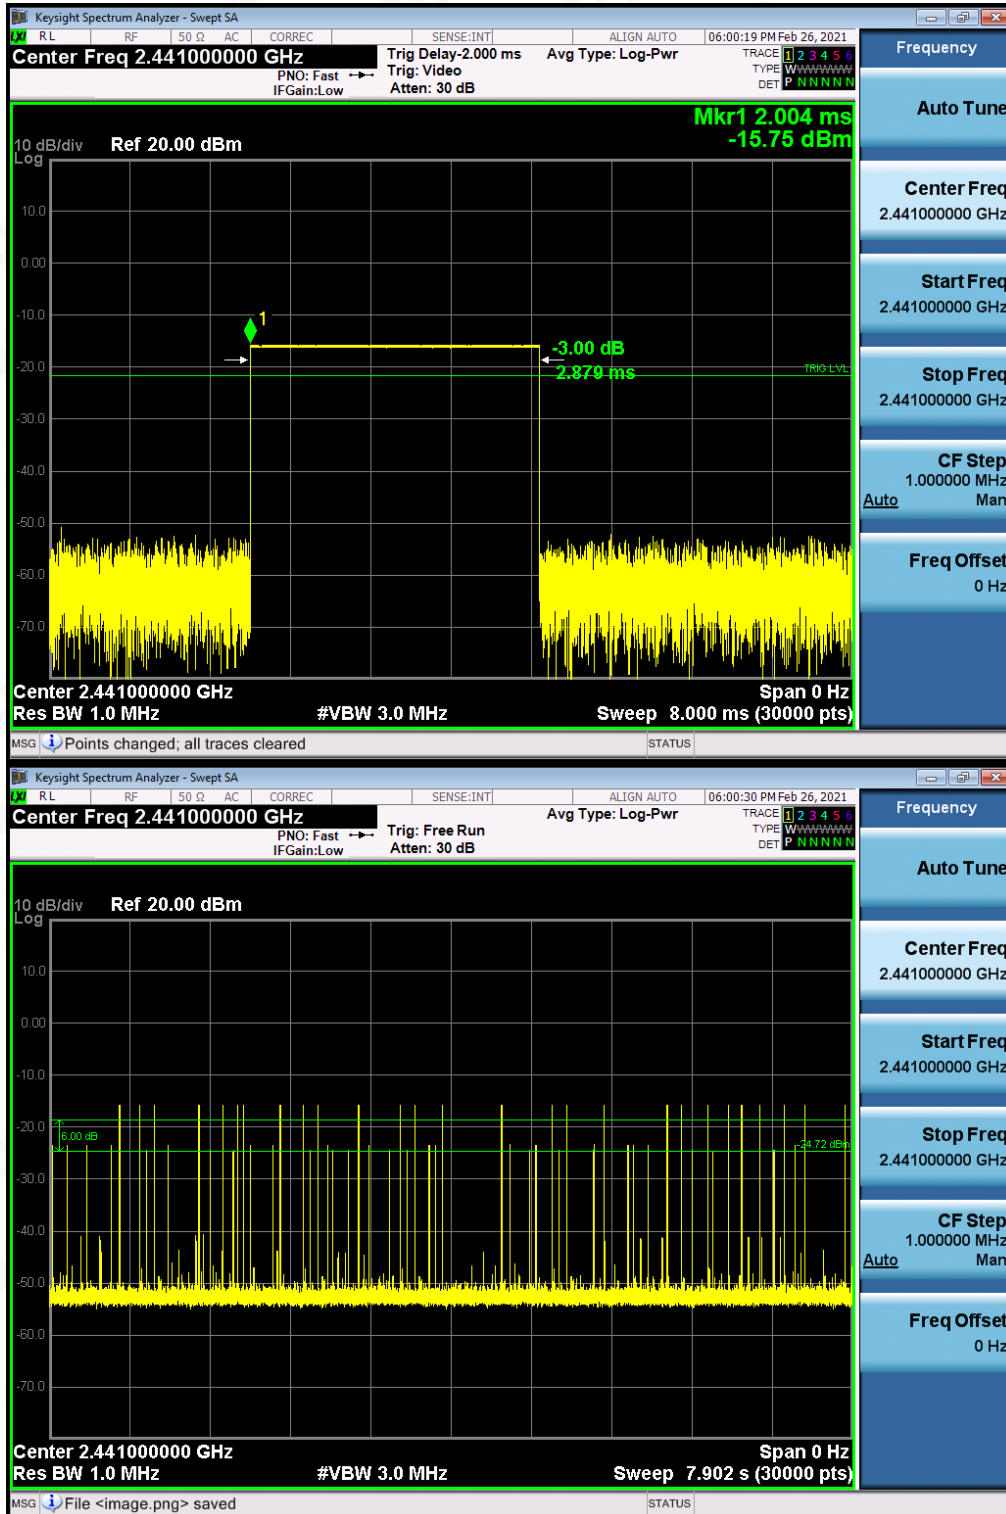 Keysight Spectrum Analyzer - Swept SA
LXI RL RF 50 Ω AC CORREC SENSE:INT ALIGN AUTO 06:00:19 PM Feb 26, 2021
Center Freq 2.441000000 GHz
PNO: Fast
IFGain:Low
Trig Delay-2.000 ms
Trig: Video
Atten: 30 dB
Avg Type: Log-Pwr
TRACE 1 2 3 4 5 6
TYPE WWWWWW
DET P N N N N N
Mkr1 2.004 ms
-15.75 dBm
10 dB/div Ref 20.00 dBm
Log
10.0
0.00
-10.0
1
-3.00 dB
2.879 ms
TRIG LVL
-20.0
-30.0
-40.0
-50.0
-60.0
-70.0
Center 2.441000000 GHz Span 0 Hz
Res BW 1.0 MHz #VBW 3.0 MHz Sweep 8.000 ms (30000 pts)
MSG Points changed; all traces cleared STATUS
Frequency
Auto Tune
Center Freq
2.441000000 GHz
Start Freq
2.441000000 GHz
Stop Freq
2.441000000 GHz
CF Step
1.000000 MHz
Auto Man
Freq Offset
0 Hz
Keysight Spectrum Analyzer - Swept SA
LXI RL RF 50 Ω AC CORREC SENSE:INT ALIGN AUTO 06:00:30 PM Feb 26, 2021
Center Freq 2.441000000 GHz
PNO: Fast
IFGain:Low
Trig: Free Run
Atten: 30 dB
Avg Type: Log-Pwr
TRACE 1 2 3 4 5 6
TYPE WWWWWW
DET P N N N N N
10 dB/div Ref 20.00 dBm
Log
10.0
0.00
-10.0
-20.0
6.00 dB
-24.72 dBm
-30.0
-40.0
-50.0
-60.0
-70.0
Center 2.441000000 GHz Span 0 Hz
Res BW 1.0 MHz #VBW 3.0 MHz Sweep 7.902 s (30000 pts)
MSG File <image.png> saved STATUS
Frequency
Auto Tune
Center Freq
2.441000000 GHz
Start Freq
2.441000000 GHz
Stop Freq
2.441000000 GHz
CF Step
1.000000 MHz
Auto Man
Freq Offset
0 Hz